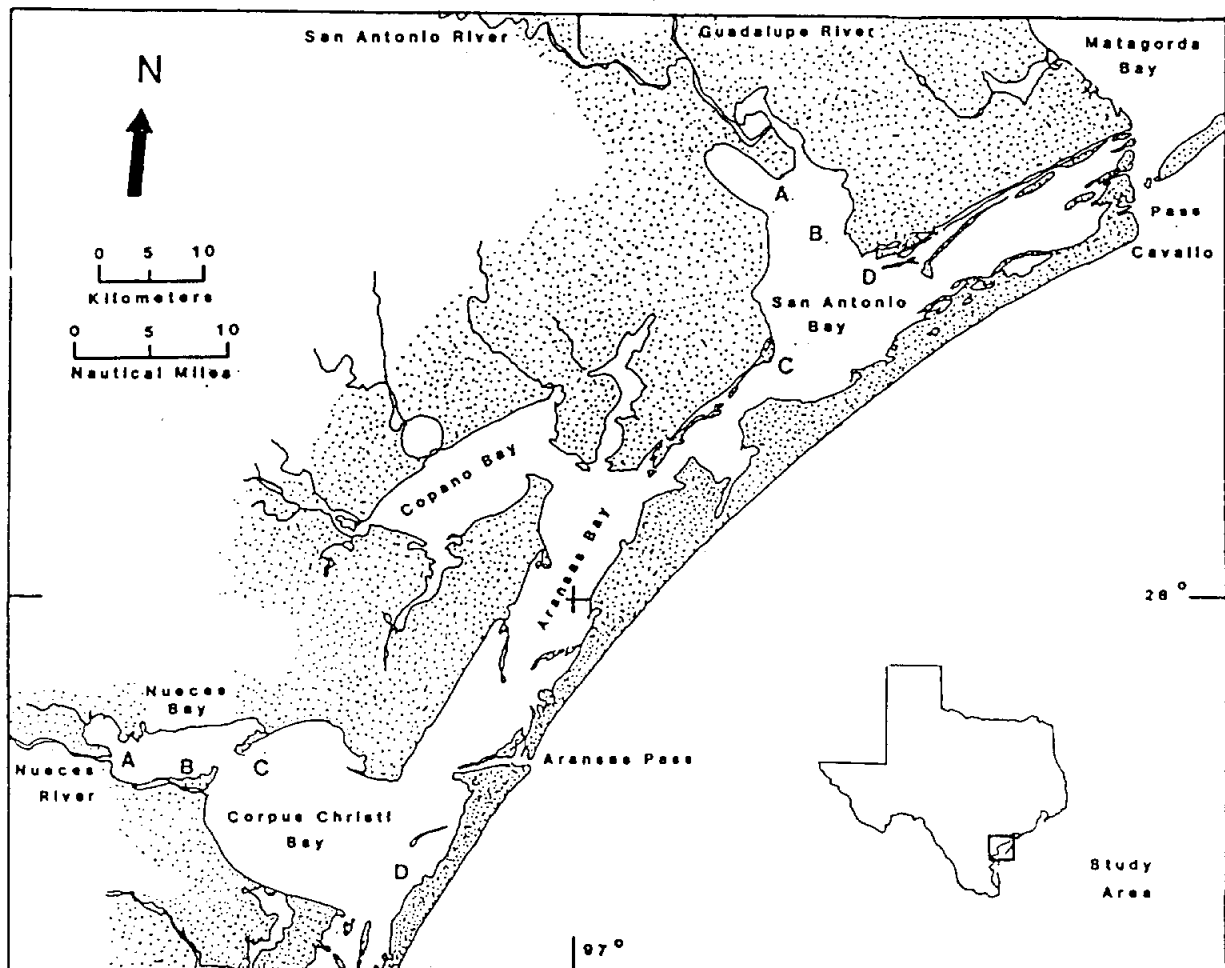 San Antonio River
Guadalupe River
Matagorda
Bay
N
A
B
Pass
Cavallo
D
San Antonio
Bay
C
0 5 10
Kilometers
0 5 10
Nautical Miles
Copano Bay
Aransas Bay
28°
Nueces
Bay
A
B
C
Nueces
River
Aransas Pass
Corpus Christi
Bay
D
Study
Area
97°